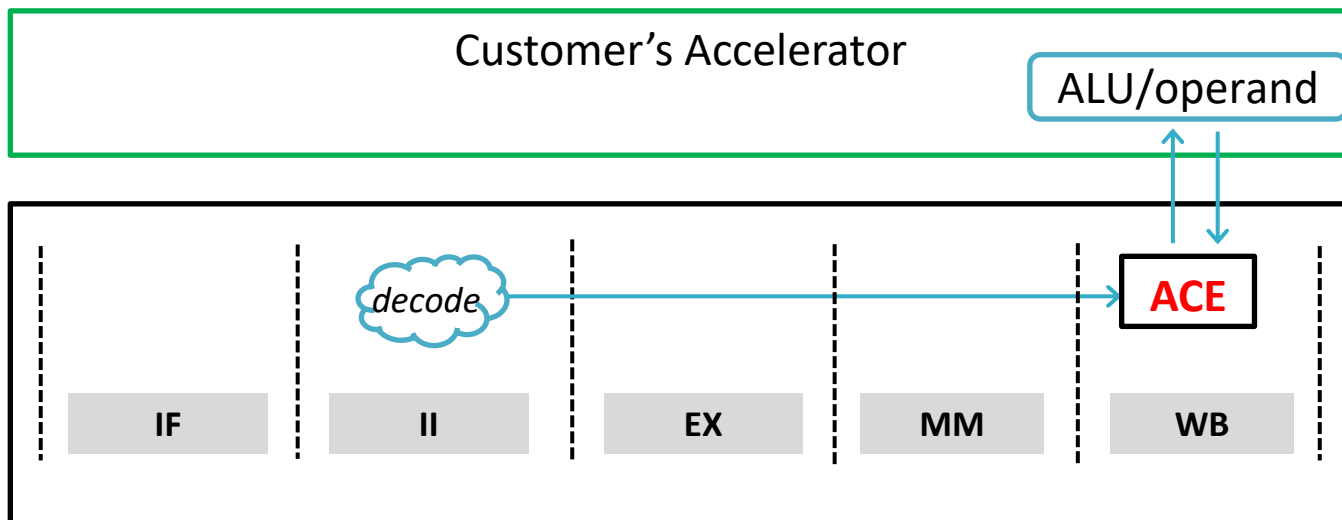 Customer’s Accelerator
ALU/operand
decode
ACE
IF
II
EX
MM
WB